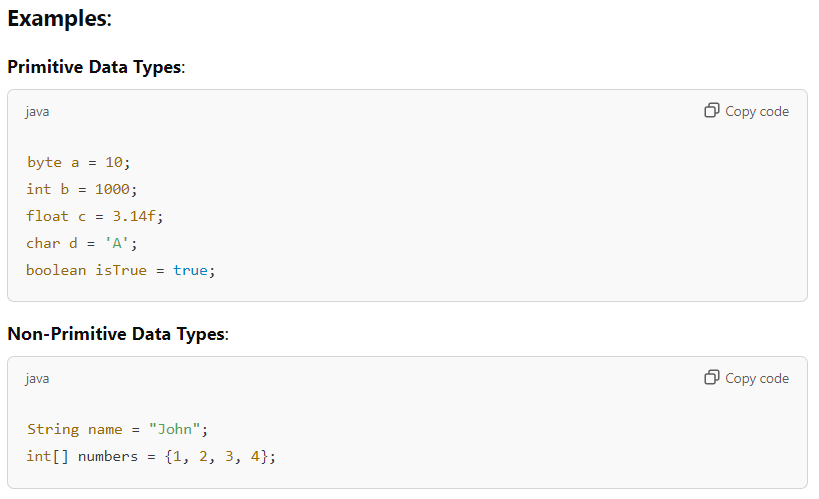 Examples:
Primitive Data Types:
java
Copy code
byte a = 10;
int b = 1000;
float c = 3.14f;
char d = 'A';
boolean isTrue = true;
Non-Primitive Data Types:
java
Copy code
String name = "John";
int[] numbers = {1, 2, 3, 4};